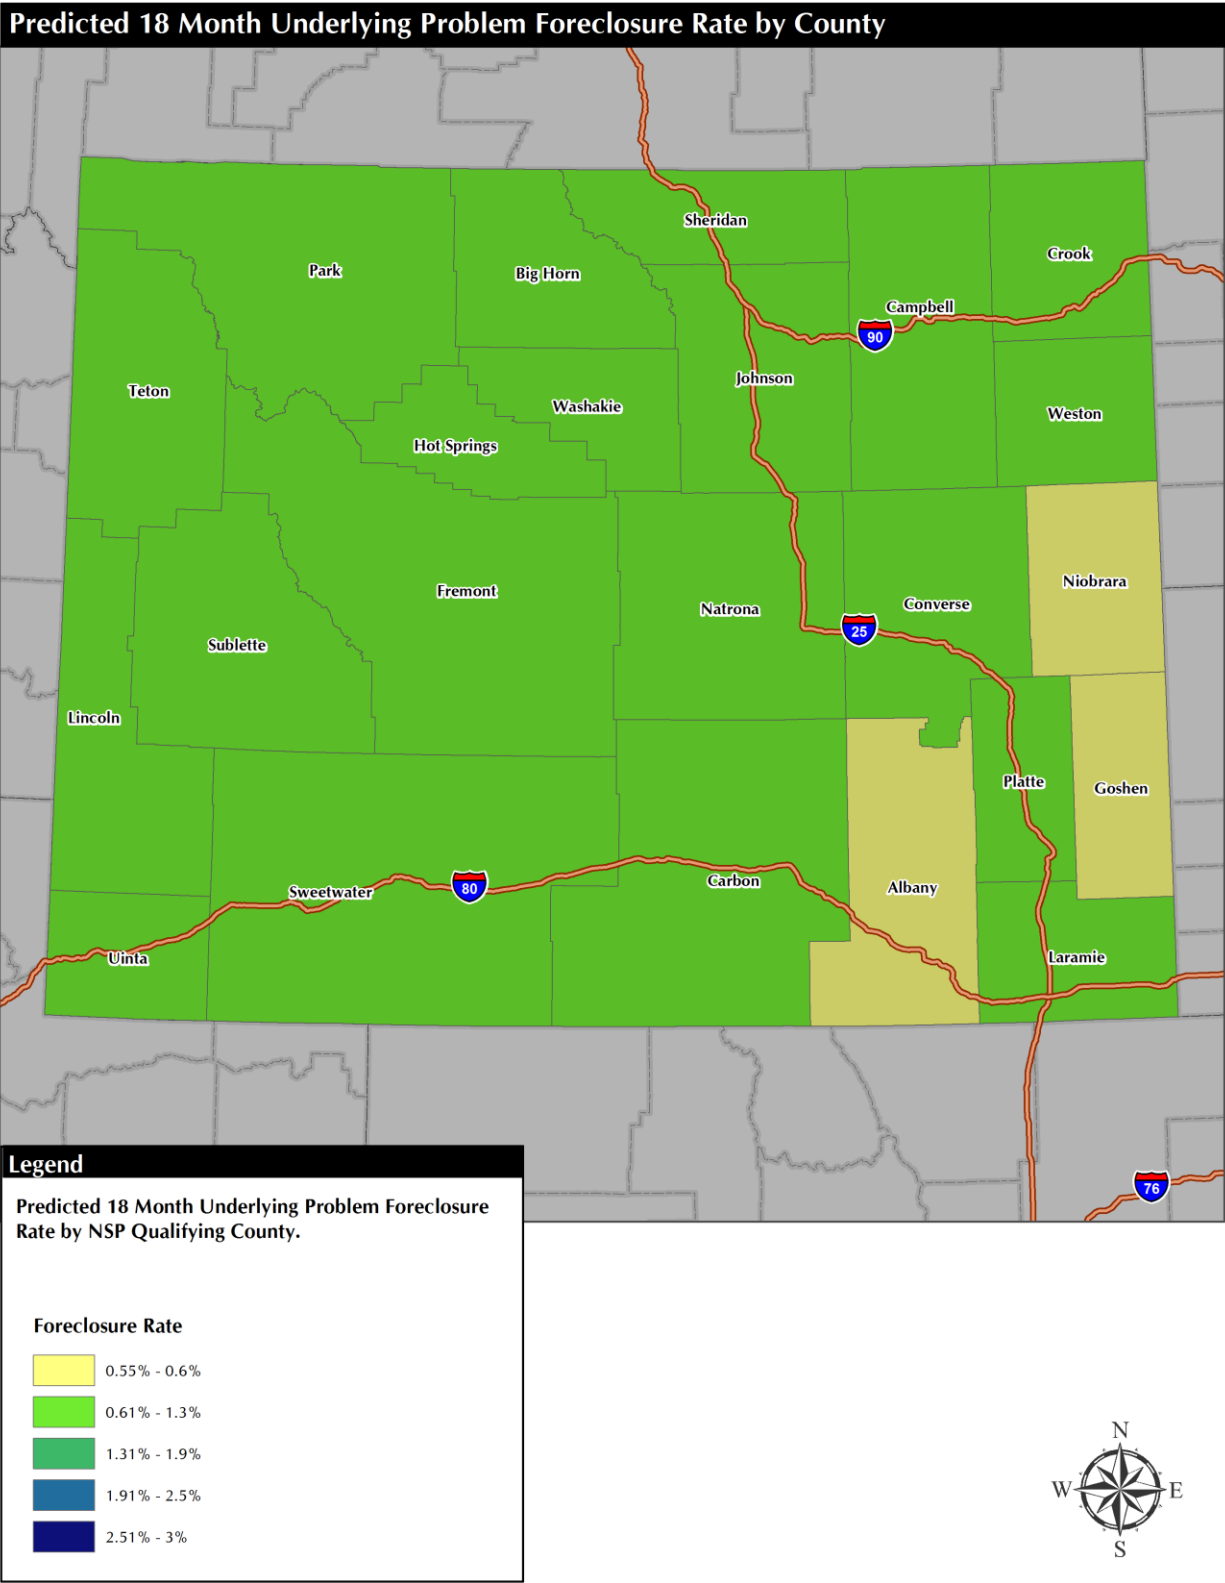 Predicted 18 Month Underlying Problem Foreclosure Rate by County
Sheridan
Park
Big Horn
Crook
Campbell
90
Johnson
Teton
Washakie
Weston
Hot Springs
Niobrara
Fremont
Converse
Natrona
25
Sublette
Lincoln
Platte
Goshen
Carbon
Albany
Sweetwater
80
Uinta
Laramie
76
Legend
Predicted 18 Month Underlying Problem Foreclosure
Rate by NSP Qualifying County.
Foreclosure Rate
0.55% - 0.6%
0.61% - 1.3%
1.31% - 1.9%
1.91% - 2.5%
2.51% - 3%
N
W E
S